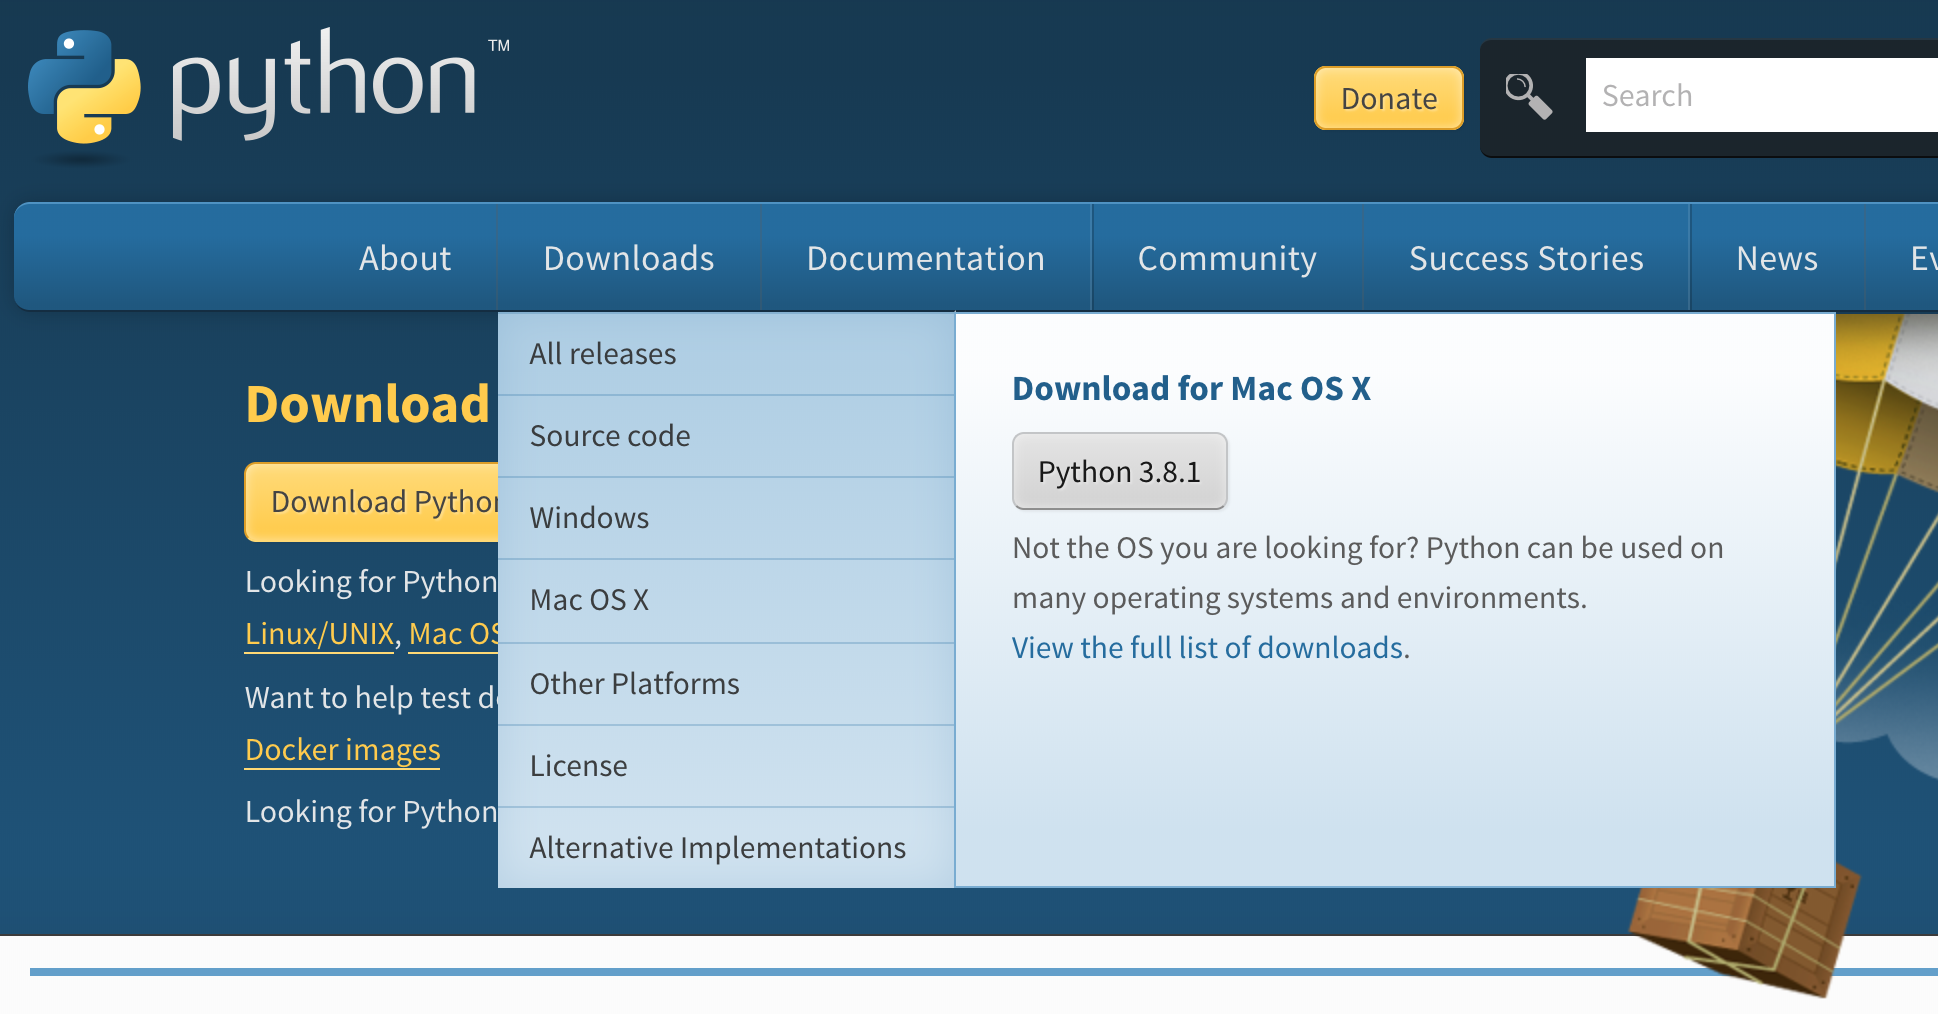 python™
Donate
Search
About Downloads Documentation Community Success Stories News
All releases
Source code
Windows
Mac OS X
Other Platforms
License
Alternative Implementations
Download for Mac OS X
Python 3.8.1
Not the OS you are looking for? Python can be used on
many operating systems and environments.
View the full list of downloads.
Download
Download Python
Looking for Python
Linux/UNIX, Mac OS
Want to help test
Docker images
Looking for Python